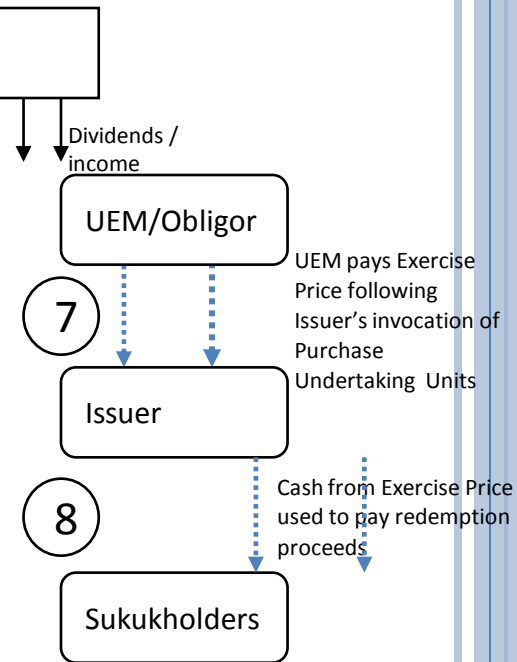 Dividends /
income
UEM/Obligor
UEM pays Exercise
Price following
Issuer’s invocation of
Purchase
Undertaking Units
7
Issuer
Cash from Exercise Price
used to pay redemption
proceeds
8
Sukukholders